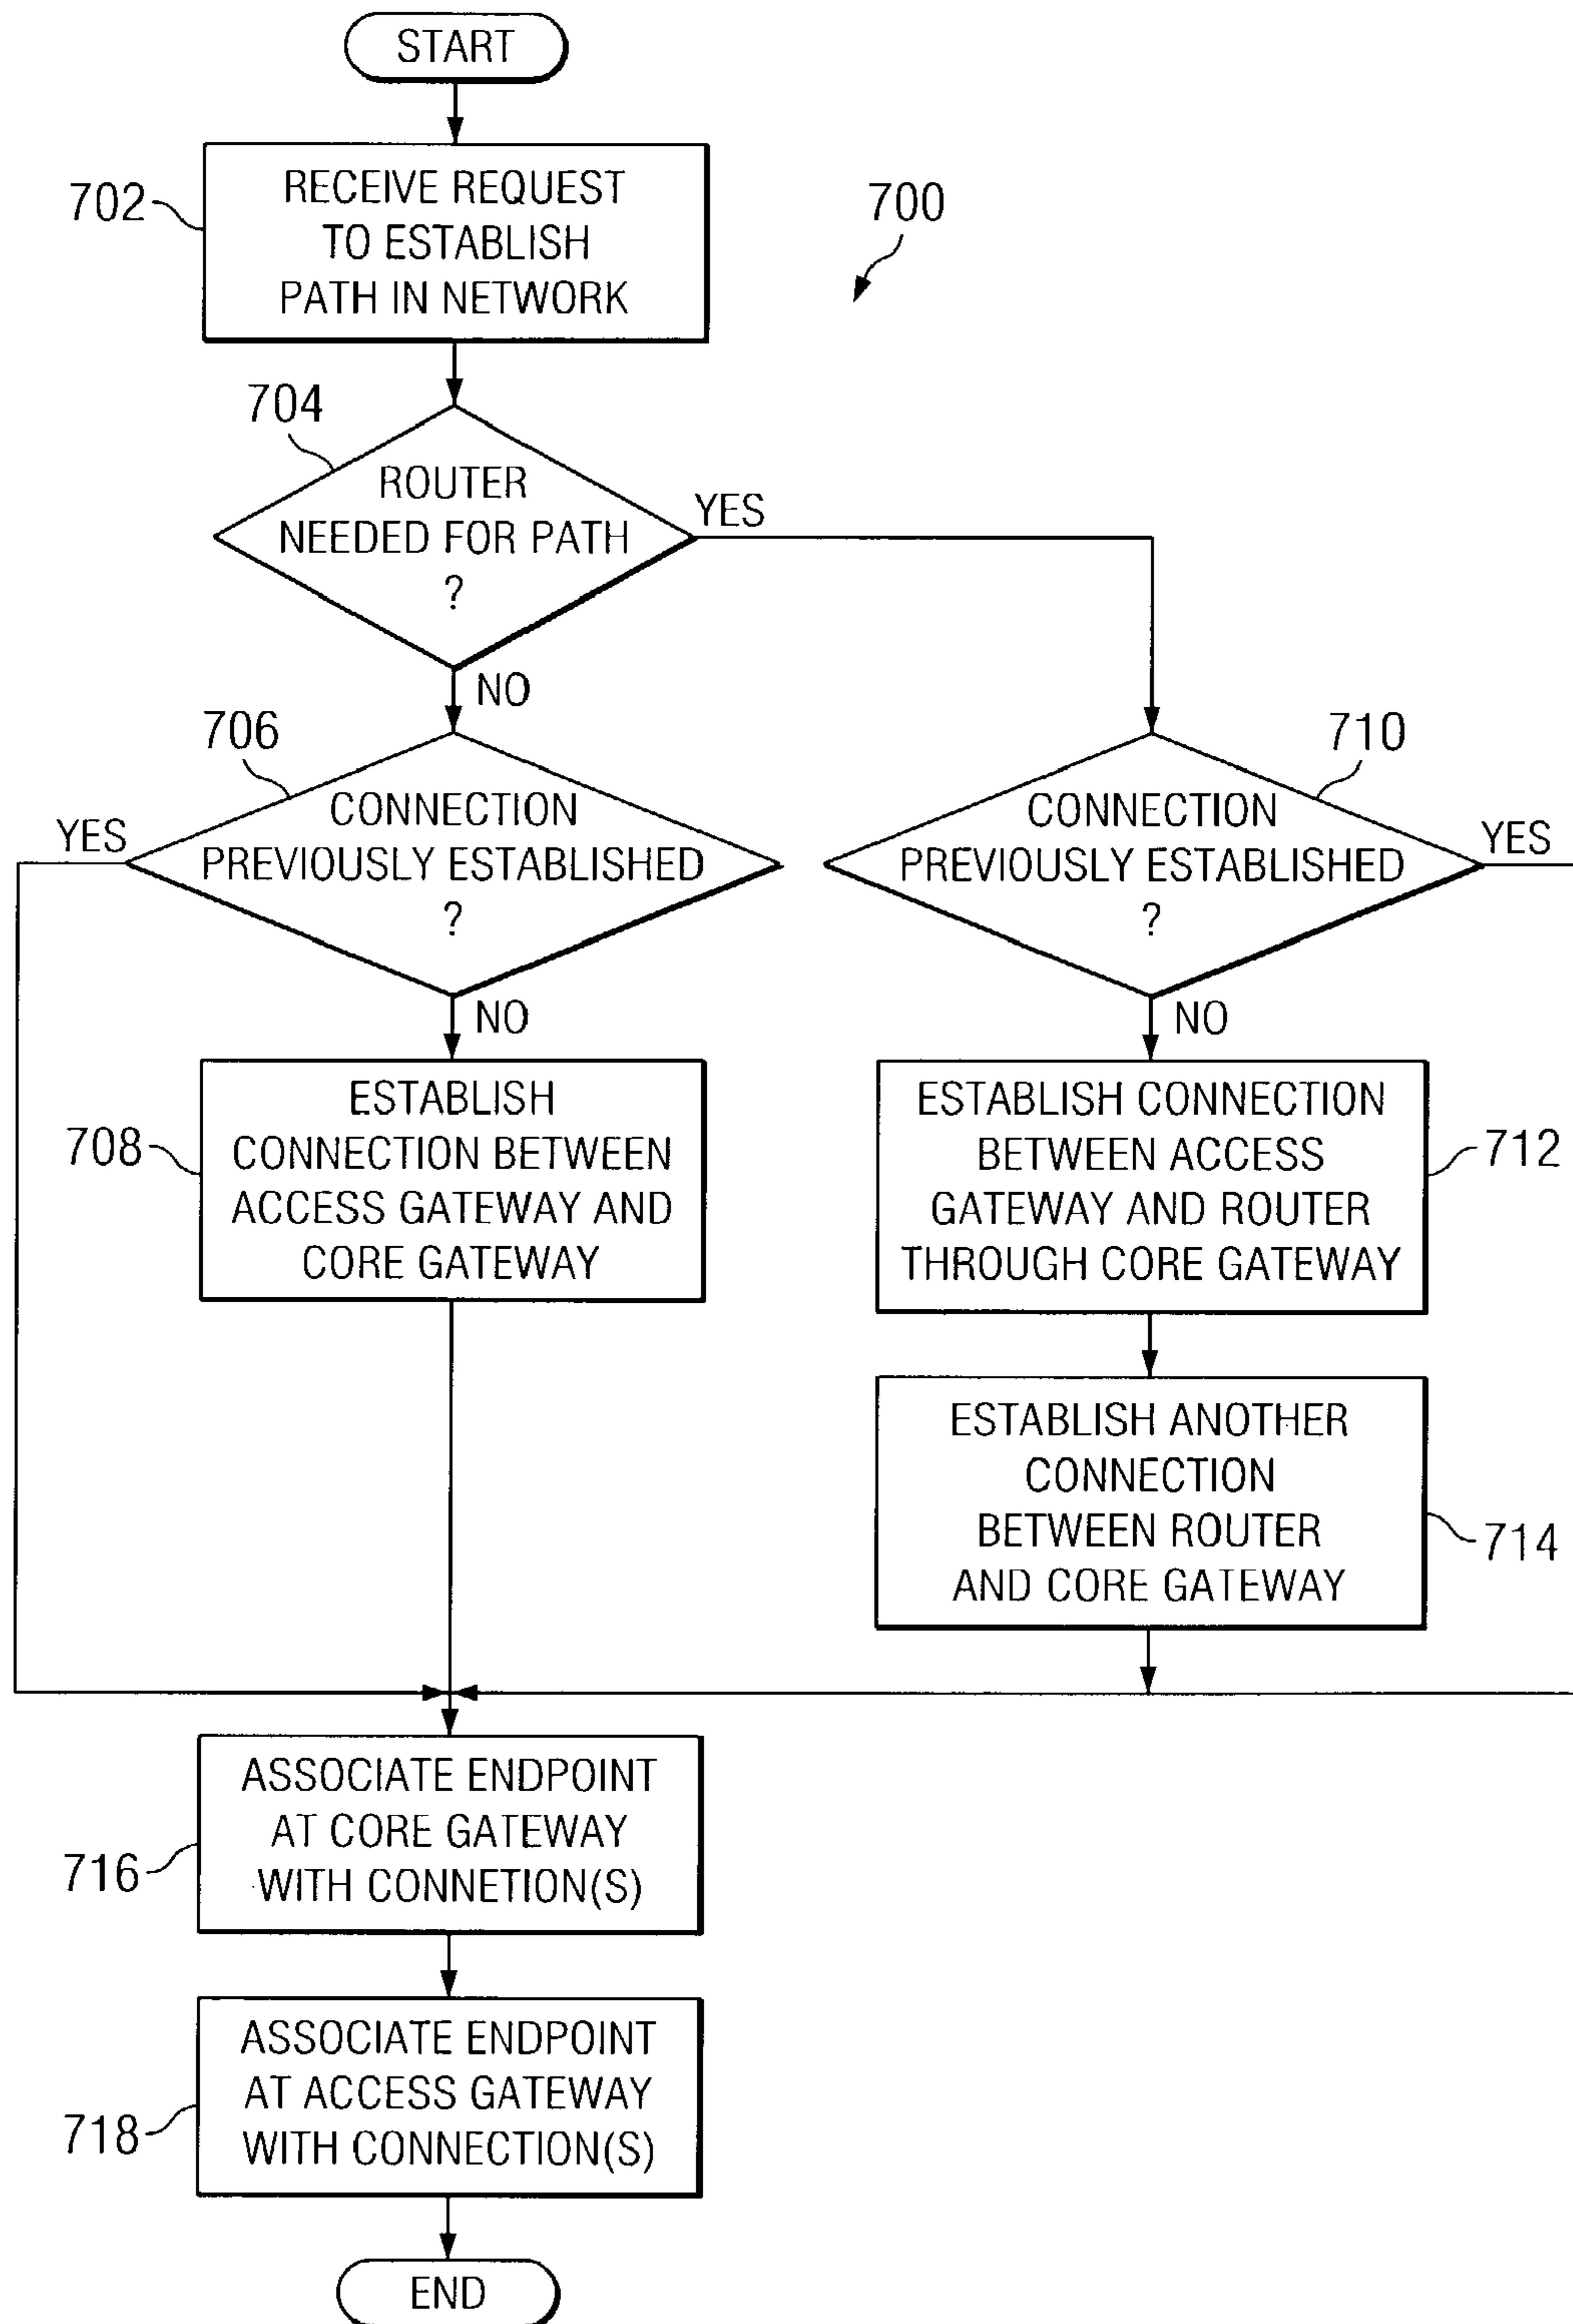 START
702
RECEIVE REQUEST
TO ESTABLISH
PATH IN NETWORK
700
704
ROUTER
NEEDED FOR PATH
?
YES
NO
706
CONNECTION
PREVIOUSLY ESTABLISHED
?
YES
NO
710
CONNECTION
PREVIOUSLY ESTABLISHED
?
YES
NO
708
ESTABLISH
CONNECTION BETWEEN
ACCESS GATEWAY AND
CORE GATEWAY
712
ESTABLISH CONNECTION
BETWEEN ACCESS
GATEWAY AND ROUTER
THROUGH CORE GATEWAY
714
ESTABLISH ANOTHER
CONNECTION
BETWEEN ROUTER
AND CORE GATEWAY
716
ASSOCIATE ENDPOINT
AT CORE GATEWAY
WITH CONNETION(S)
718
ASSOCIATE ENDPOINT
AT ACCESS GATEWAY
WITH CONNECTION(S)
END